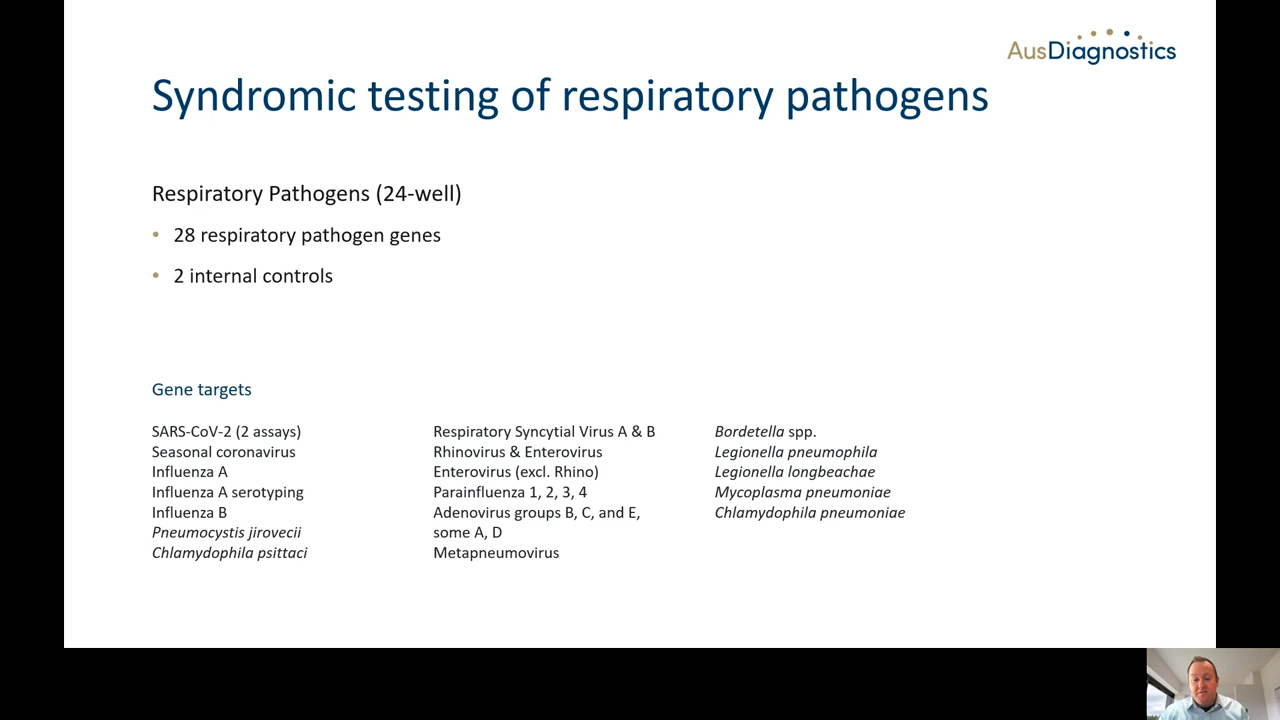 AusDiagnostics
Syndromic testing of respiratory pathogens
Respiratory Pathogens (24-well)
• 28 respiratory pathogen genes
• 2 internal controls
Gene targets
SARS-CoV-2 (2 assays)
Seasonal coronavirus
Influenza A
Influenza A serotyping
Influenza B
Pneumocystis jirovecii
Chlamydophila psittaci
Respiratory Syncytial Virus A & B
Rhinovirus & Enterovirus
Enterovirus (excl. Rhino)
Parainfluenza 1, 2, 3, 4
Adenovirus groups B, C, and E,
some A, D
Metapneumovirus
Bordetella spp.
Legionella pneumophila
Legionella longbeachae
Mycoplasma pneumoniae
Chlamydophila pneumoniae